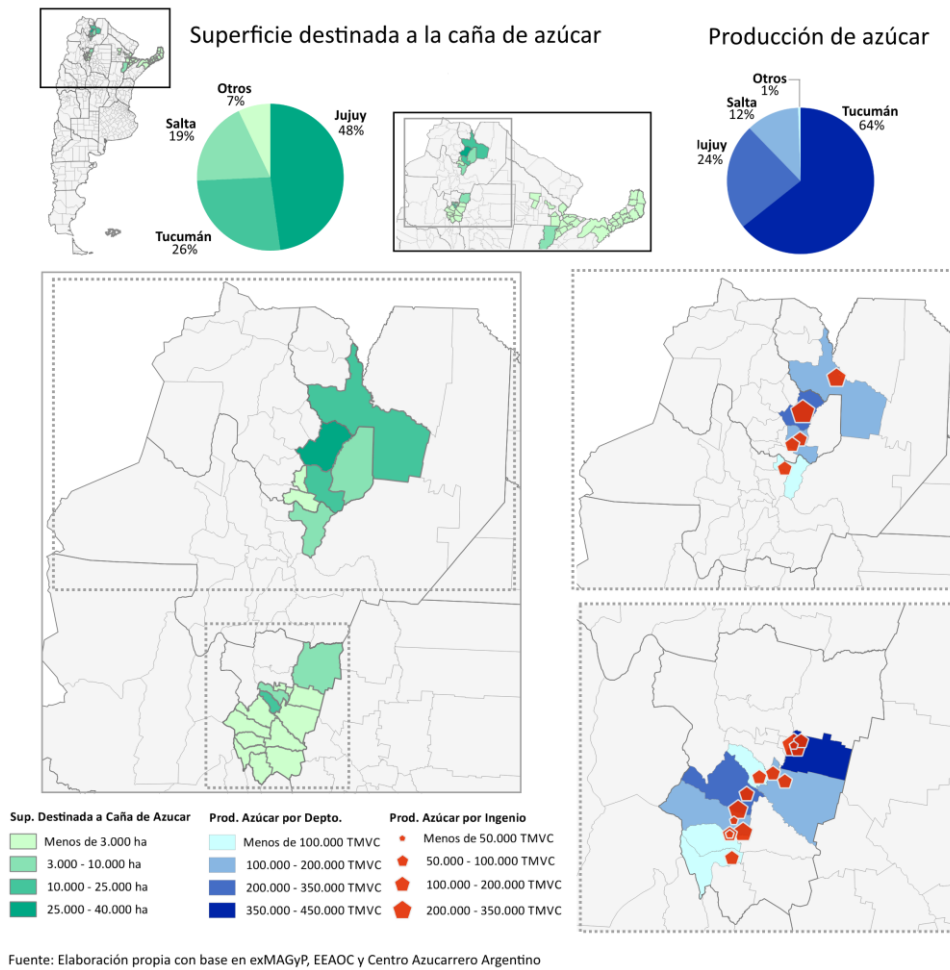 Superficie destinada a la caña de azúcar
Producción de azúcar
Otros
7%
Jujuy
48%
Salta
19%
Tucumán
26%
Otros
1%
Salta
12%
Tucumán
64%
Jujuy
24%
Sup. Destinada a Caña de Azucar
Menos de 3.000 ha
3.000 - 10.000 ha
10.000 - 25.000 ha
25.000 - 40.000 ha
Prod. Azúcar por Depto.
Menos de 100.000 TMVC
100.000 - 200.000 TMVC
200.000 - 350.000 TMVC
350.000 - 450.000 TMVC
Prod. Azúcar por Ingenio
Menos de 50.000 TMVC
50.000 - 100.000 TMVC
100.000 - 200.000 TMVC
200.000 - 350.000 TMVC
Fuente: Elaboración propia con base en exMAGyP, EEAOC y Centro Azucarrero Argentino